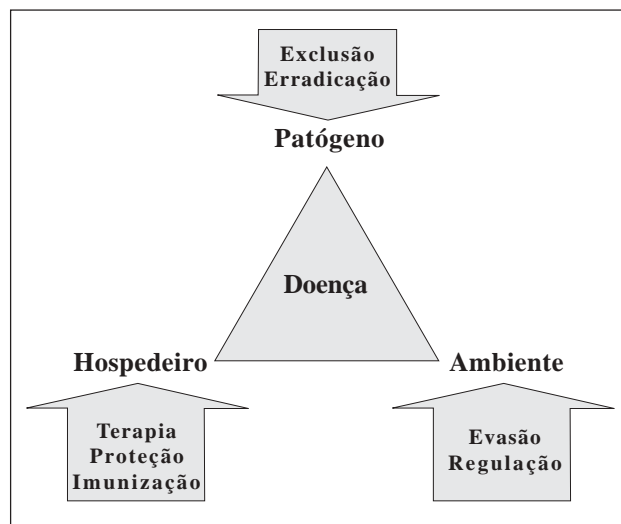 Exclusão
Erradicação
Patógeno
Doença
Hospedeiro
Ambiente
Terapia
Proteção
Imunização
Evasão
Regulação